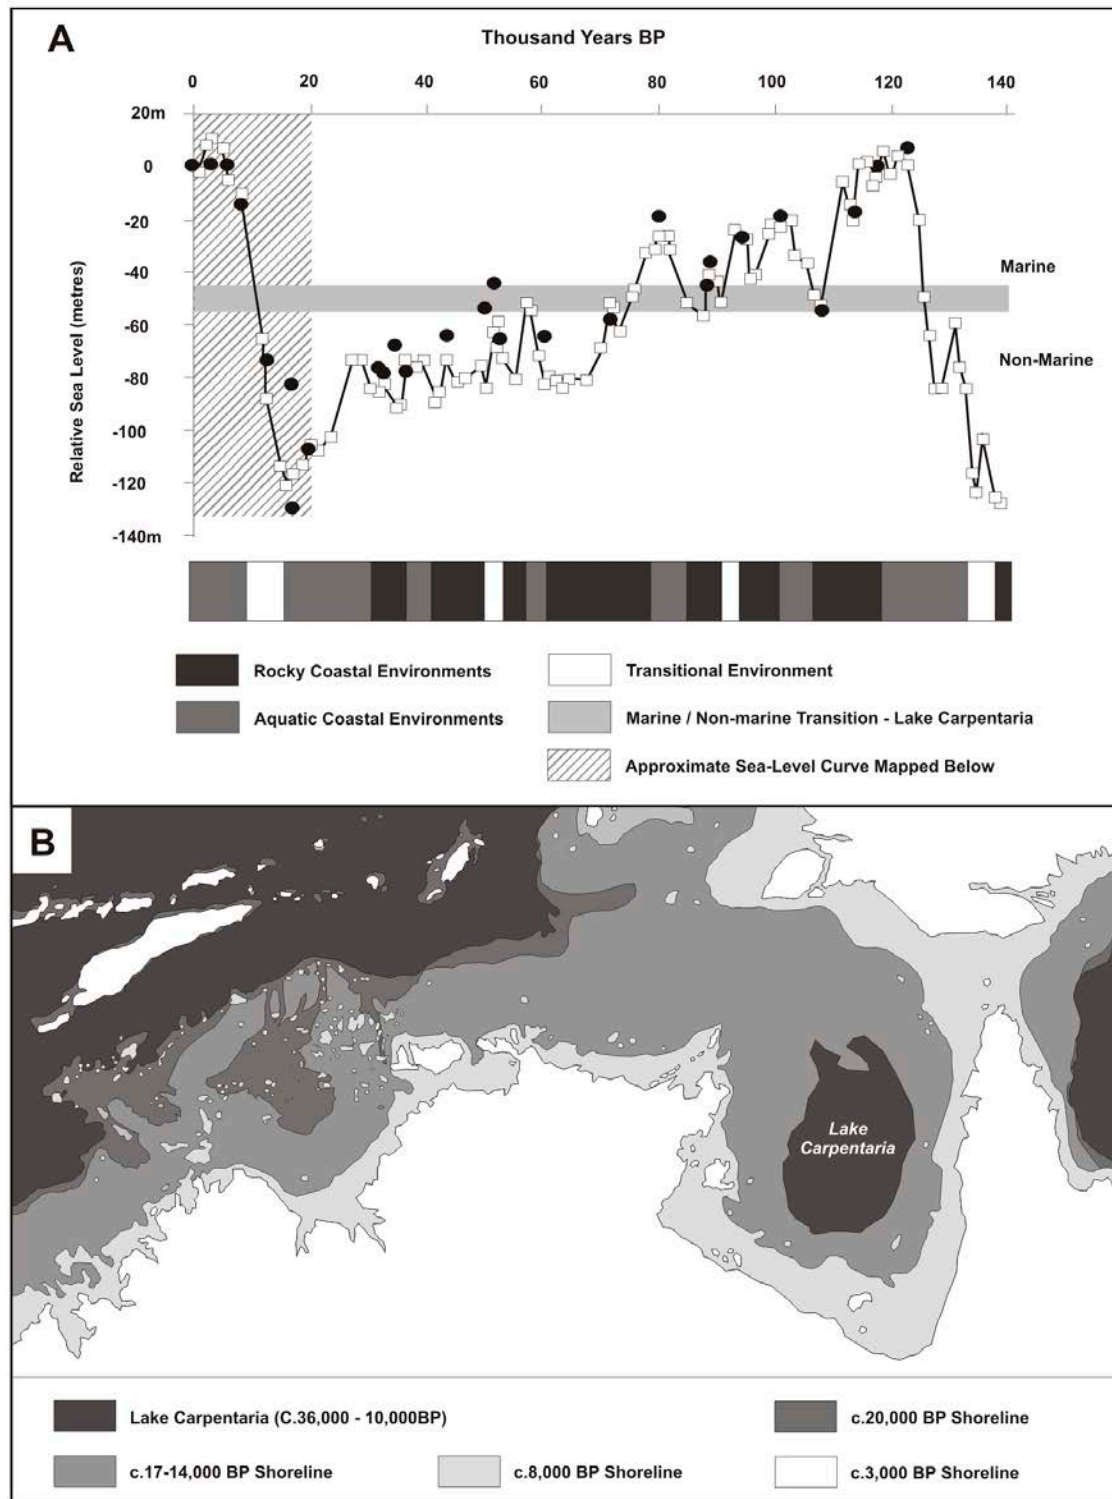 A
Thousand Years BP
0 20 40 60 80 100 120 140
20m
0
-20
-40
-60
-80
-100
-120
-140m
Relative Sea Level (metres)
Marine
Non-Marine
Rocky Coastal Environments
Transitional Environment
Aquatic Coastal Environments
Marine / Non-marine Transition - Lake Carpentaria
Approximate Sea-Level Curve Mapped Below
B
Lake
Carpentaria
Lake Carpentaria (C.36,000 - 10,000BP)
c.20,000 BP Shoreline
c.17-14,000 BP Shoreline
c.8,000 BP Shoreline
c.3,000 BP Shoreline